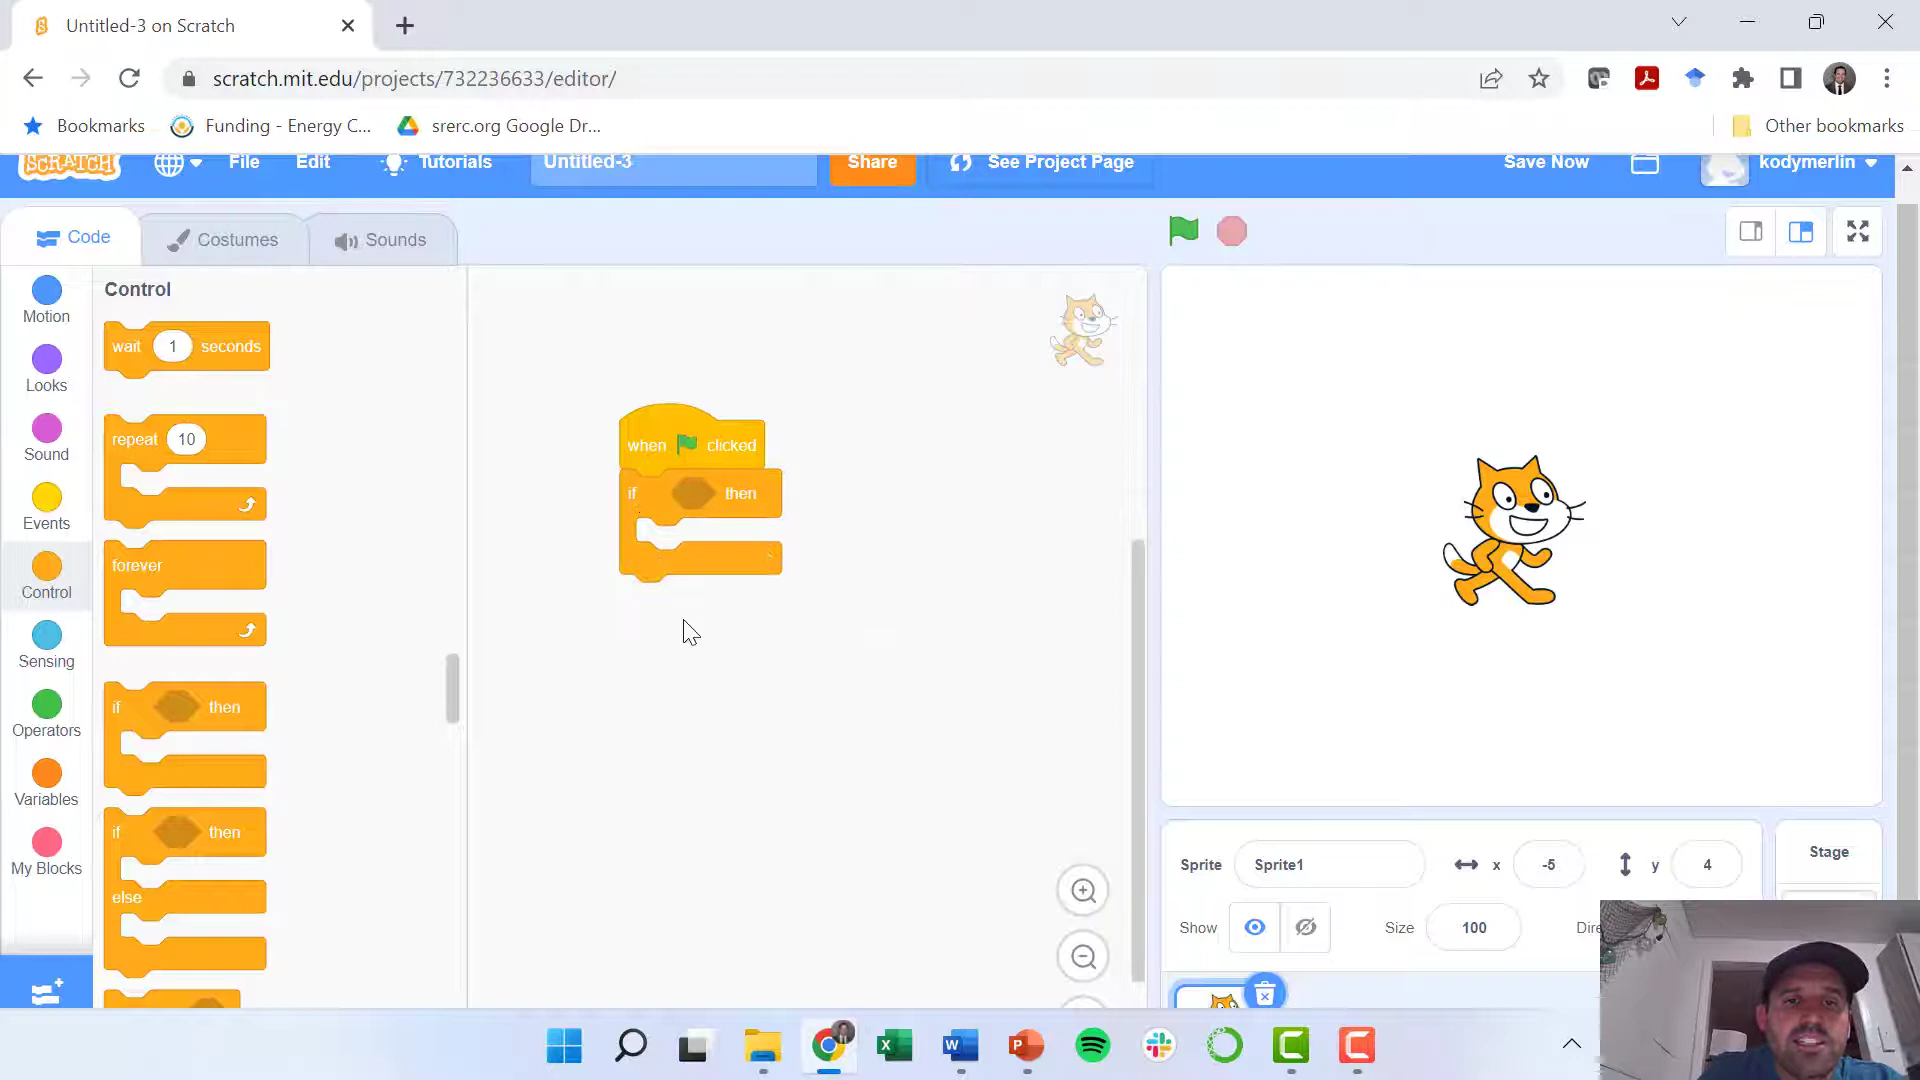 Untitled-3 on Scratch
scratch.mit.edu/projects/732236633/editor/
Bookmarks
Funding - Energy C...
srerc.org Google Dr...
Other bookmarks
SCRATCH
File
Edit
Tutorials
Untitled-3
Share
See Project Page
Save Now
kodymerlin
Code
Costumes
Sounds
Motion
Looks
Sound
Events
Control
Sensing
Operators
Variables
My Blocks
Control
wait 1 seconds
repeat 10
forever
if then
if then
else
when clicked
if then
Sprite
Sprite1
x
-5
y
4
Show
Size
100
Dire
Stage